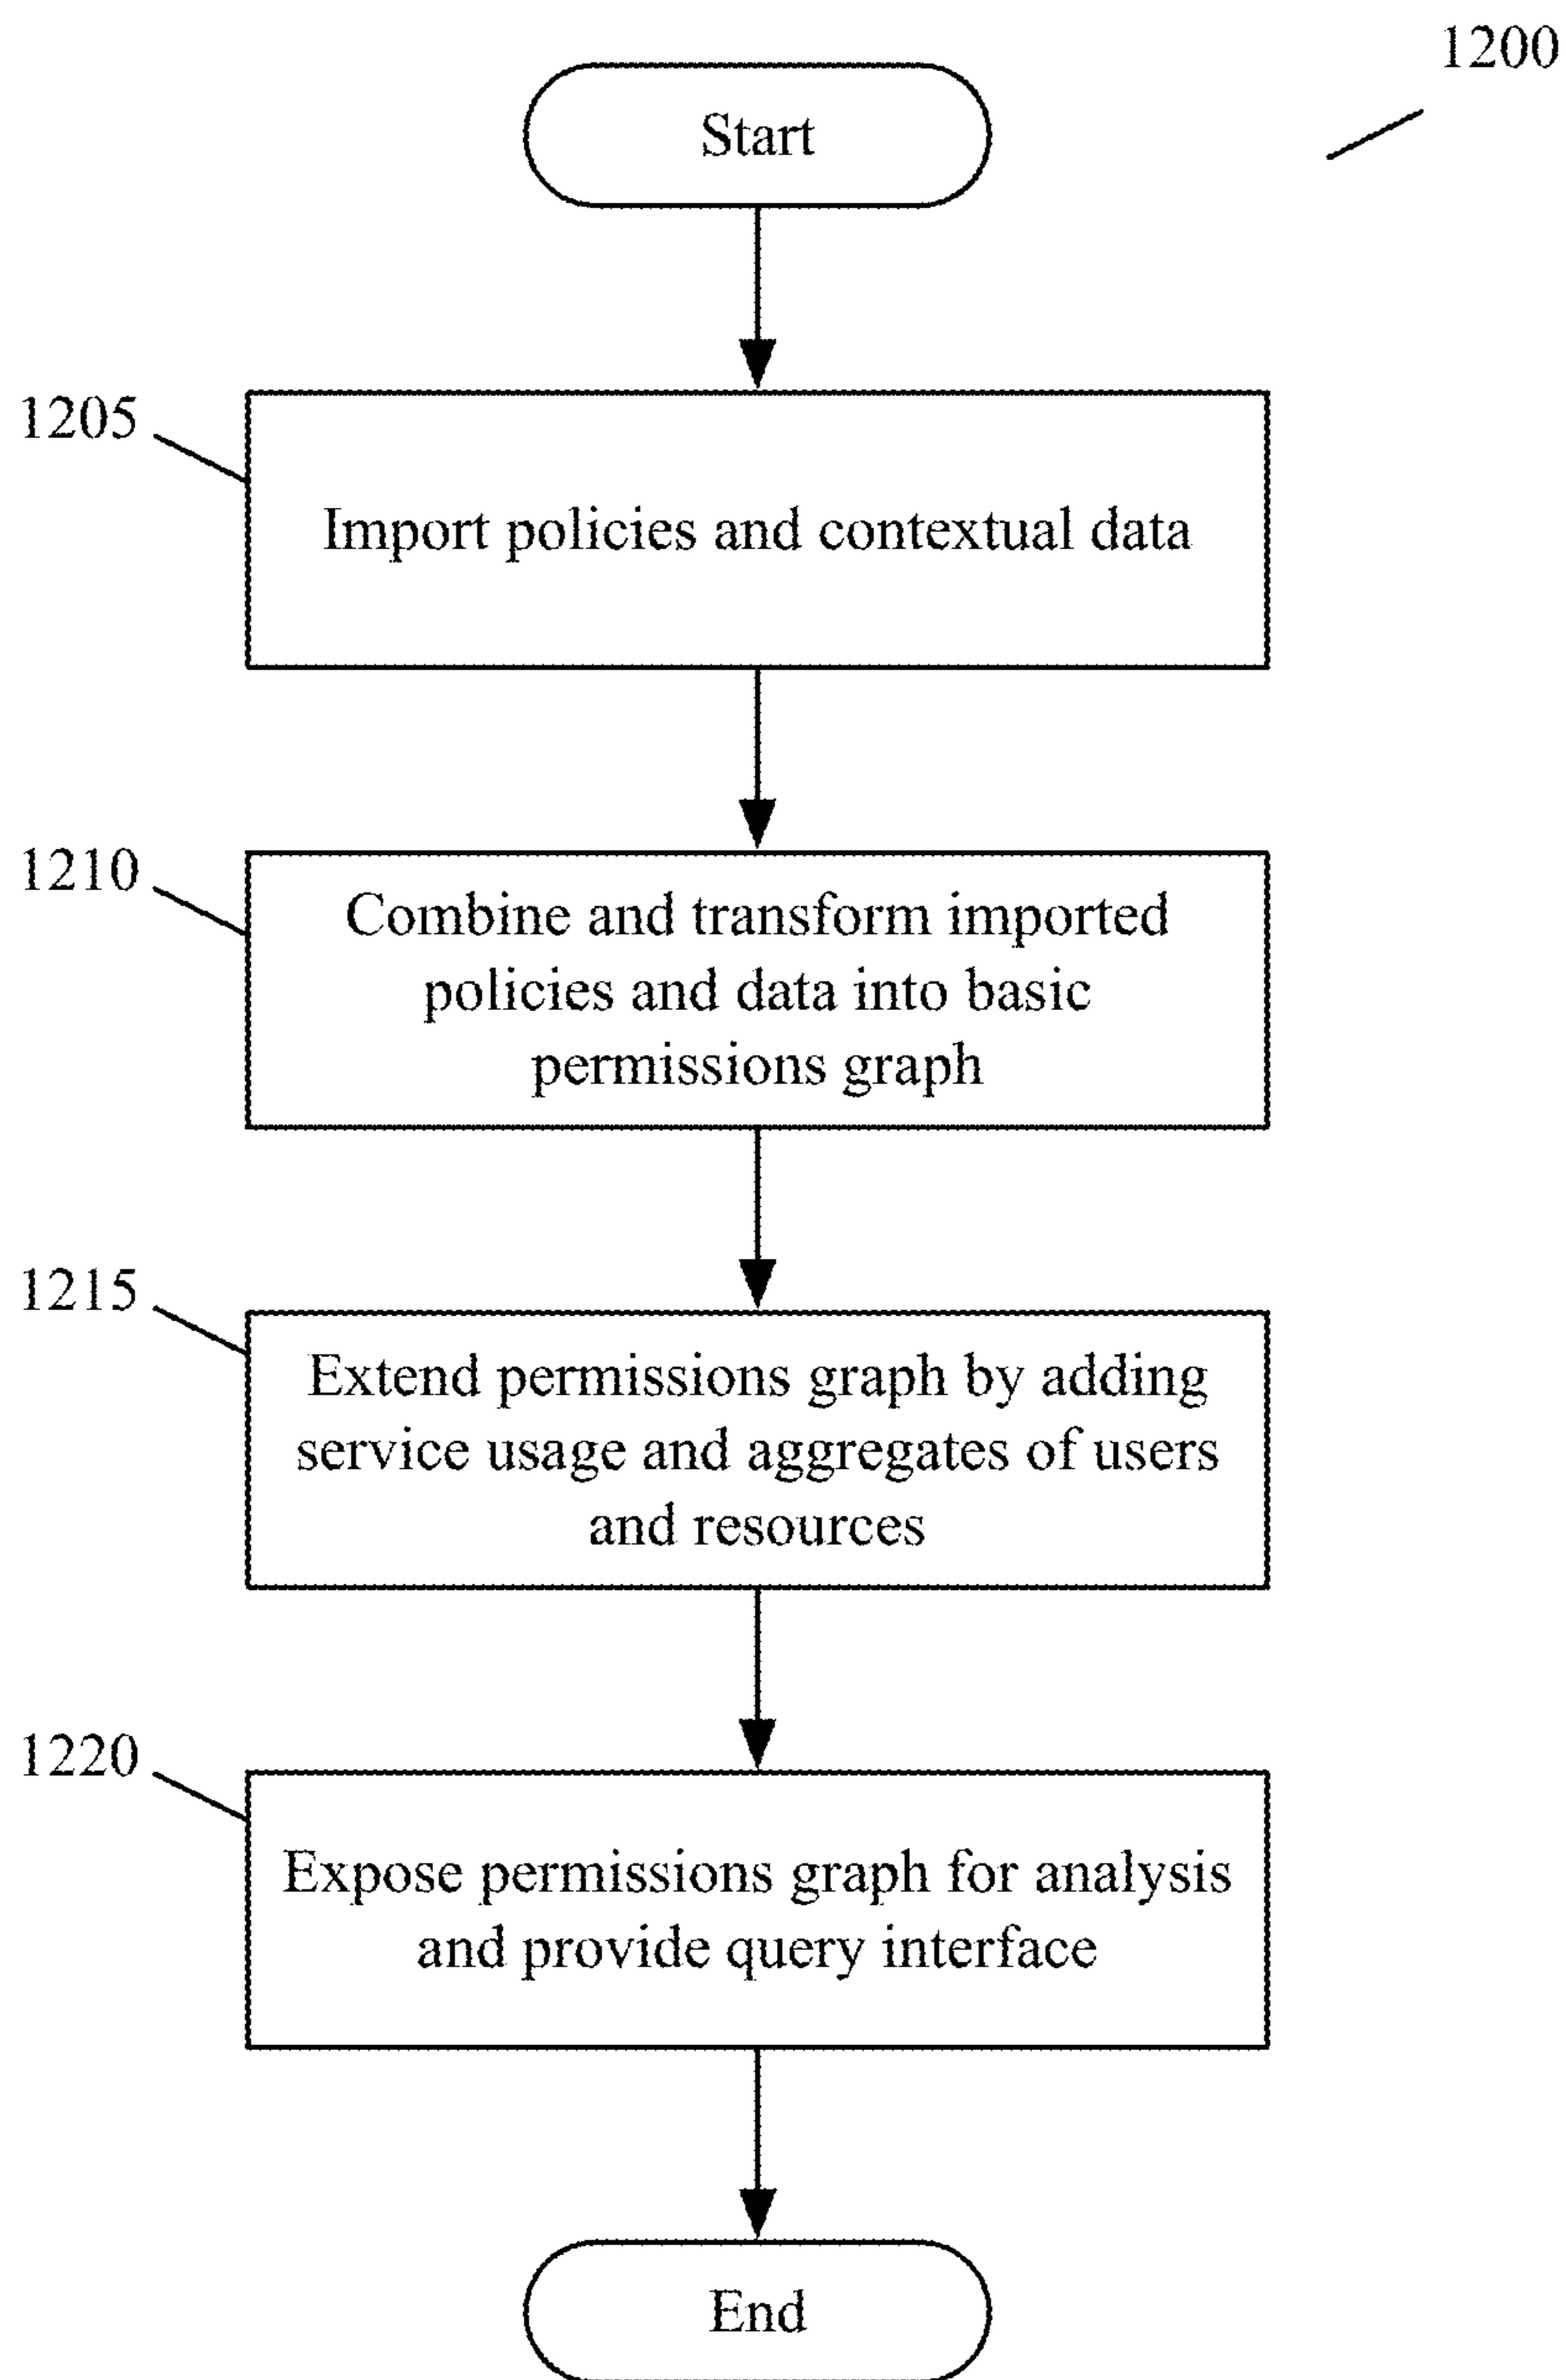 1200
Start
1205
Import policies and contextual data
1210
Combine and transform imported
policies and data into basic
permissions graph
1215
Extend permissions graph by adding
service usage and aggregates of users
and resources
1220
Expose permissions graph for analysis
and provide query interface
End